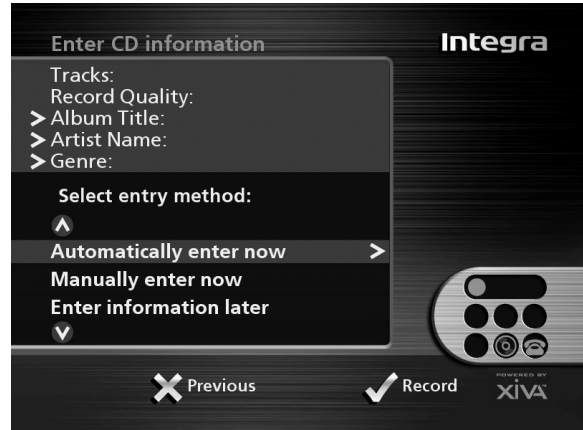 Enter CD information
Integra
Tracks:
Record Quality:
> Album Title:
> Artist Name:
> Genre:
Select entry method:
Automatically enter now >
Manually enter now
Enter information later
Previous
Record
POWERED BY
XiVA